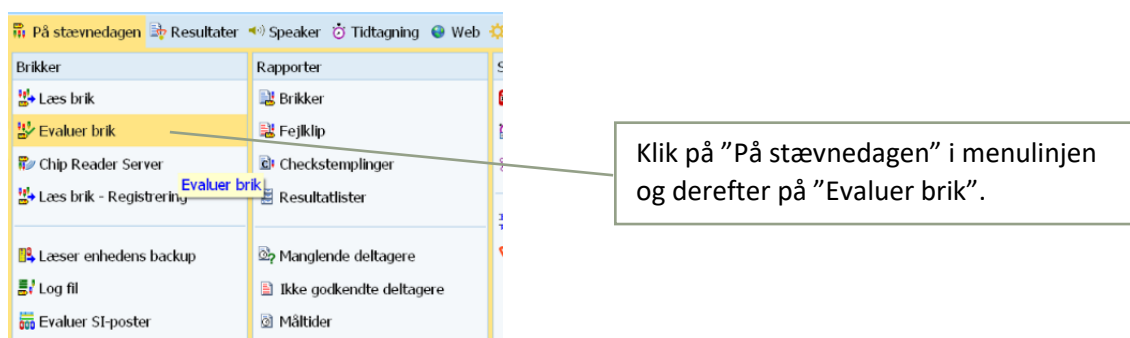 På stævnedagen Resultater Speaker Tidtagning Web
Brikker
Læs brik
Evaluer brik
Chip Reader Server
Læs brik - Registrering
Evaluer brik
Læser enhedens backup
Log fil
Evaluer SI-poster
Rapporter
Brikker
Fejlklip
Checkstemplinger
Resultatlister
Manglende deltagere
Ikke godkendte deltagere
Måltider
S
Klik på ”På stævnedagen” i menulinjen
og derefter på ”Evaluer brik”.